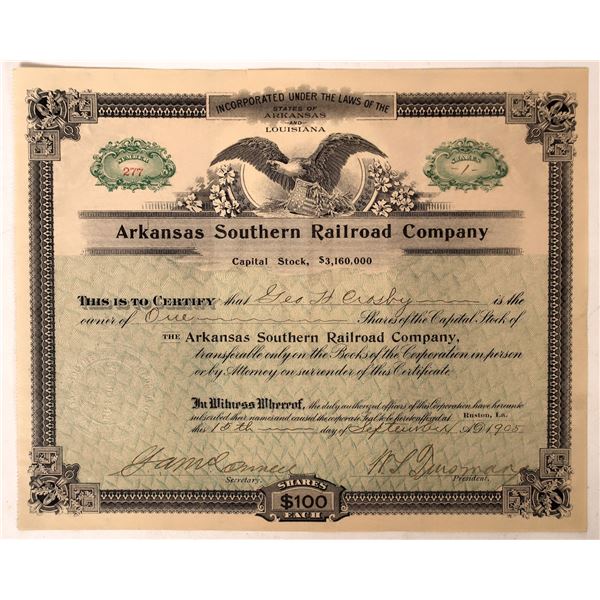 INCORPORATED UNDER THE LAWS OF THE
STATES OF
ARKANSAS
AND
LOUISIANA
NUMBER
277
SHARES
-1-
Arkansas Southern Railroad Company
Capital Stock, $3,160,000
THIS IS TO CERTIFY that Geo H Crosby is the
owner of One Shares of the Capital Stock of
THE Arkansas Southern Railroad Company,
transferable only on the Books of the Corporation in person
or by Attorney on surrender of this Certificate
In Witness Whereof, the duly authorized officers of this Corporation have hereunto
subscribed their names and caused the corporate Seal to be hereto affixed at Ruston, La.
this 15th day of September A.D. 1905
Secretary.
President.
SHARES
$100
EACH